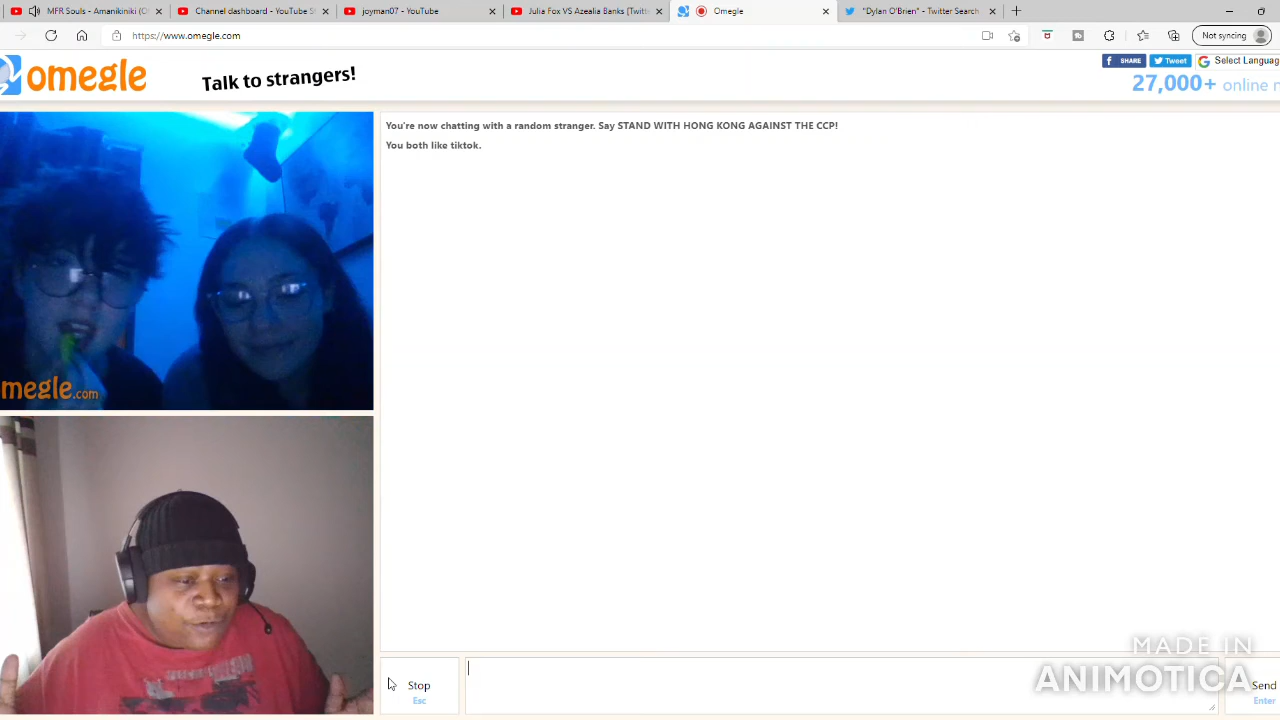 MR Souls - Amanikiniki (O
Channel dashboard - YouTube St
joyman07 - YouTube
Julia Fox VS Azealia Banks [Twitte
Omegle
"Dylan O'Brien" - Twitter Search
https://www.omegle.com
Not syncing
omegle
Talk to strangers!
SHARE
Tweet
Select Languag
27,000+ online n
You're now chatting with a random stranger. Say STAND WITH HONG KONG AGAINST THE CCP!
You both like tiktok.
megle.com
Stop
Esc
Send
Enter
MADE IN
ANIMOTICA